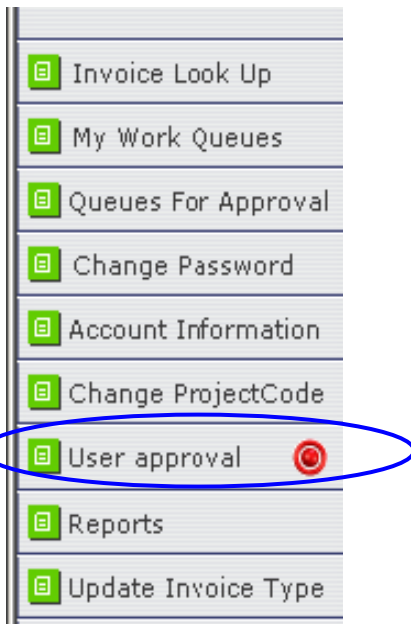 Invoice Look Up
My Work Queues
Queues For Approval
Change Password
Account Information
Change ProjectCode
User approval
Reports
Update Invoice Type